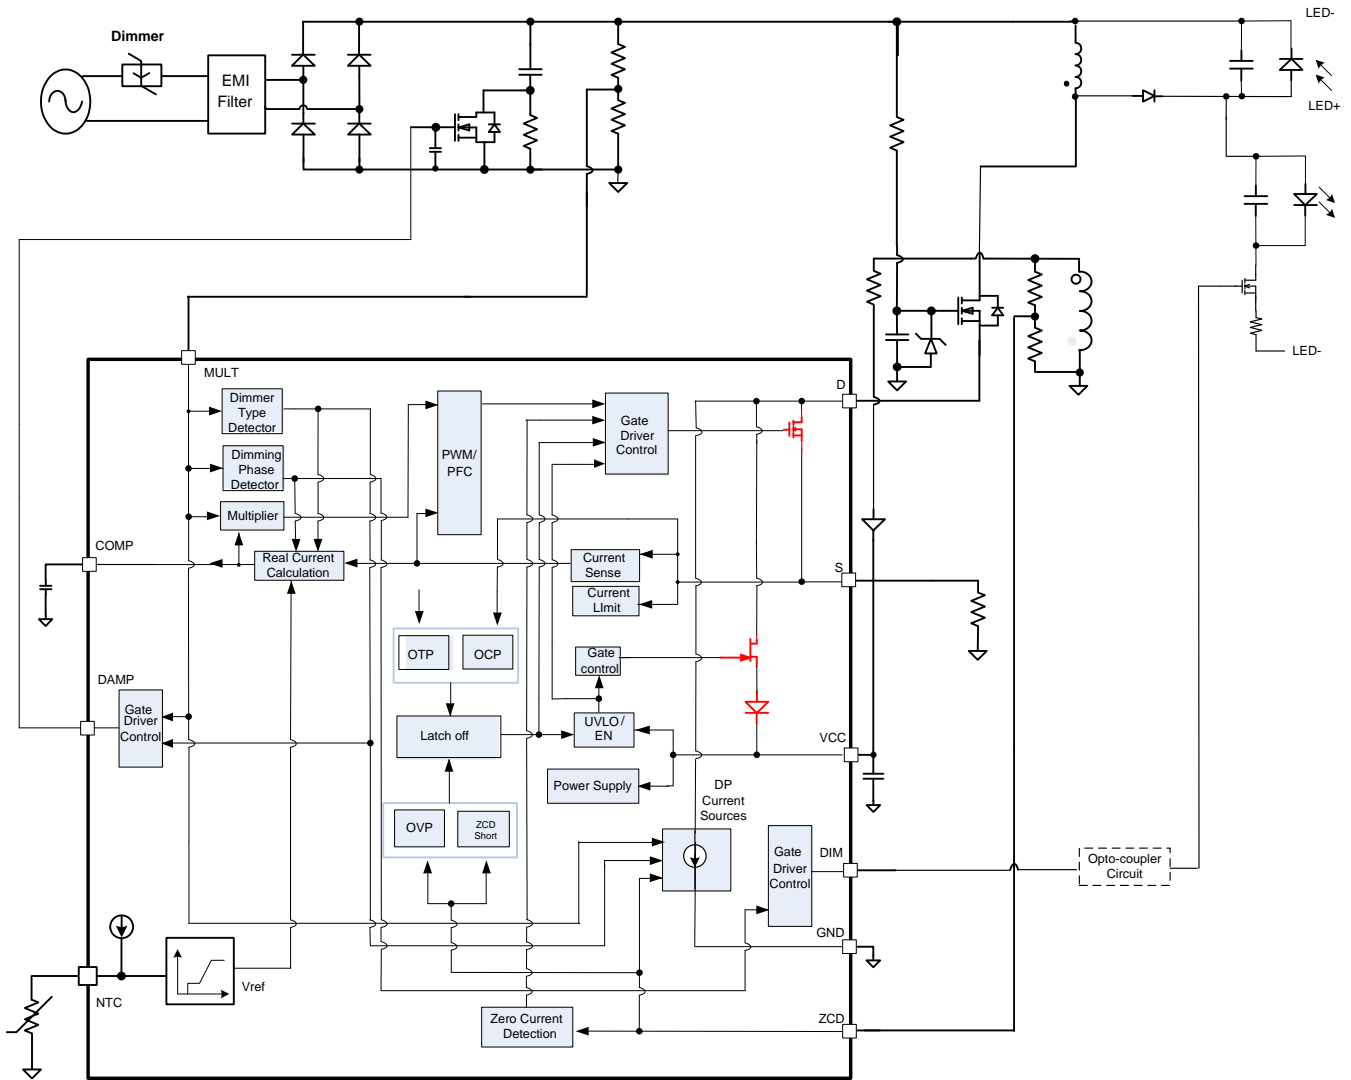 LED-
Dimmer
EMI
Filter
LED+
LED-
MULT
D
Dimmer
Type
Detector
Gate
Driver
Control
Dimming
Phase
Detector
PWM/
PFC
Multiplier
COMP
Real Current
Calculation
Current
Sense
S
Current
LImit
OTP
OCP
Gate
control
DAMP
Gate
Driver
Control
Latch off
UVLO/
EN
VCC
Power Supply
DP
Current
Sources
OVP
ZCD
Short
Gate
Driver
Control
DIM
Opto-coupler
Circuit
GND
NTC
Vref
Zero Current
Detection
ZCD